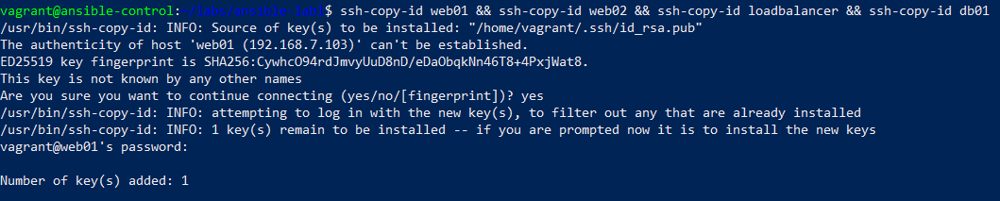 vagrant@ansible-control:~/labs/ansible-lab1$ ssh-copy-id web01 && ssh-copy-id web02 && ssh-copy-id loadbalancer && ssh-copy-id db01
/usr/bin/ssh-copy-id: INFO: Source of key(s) to be installed: "/home/vagrant/.ssh/id_rsa.pub"
The authenticity of host 'web01 (192.168.7.103)' can't be established.
ED25519 key fingerprint is SHA256:CywhcO94rdJmvyUuD8nD/eDaObqkNn46T8+4PxjWat8.
This key is not known by any other names
Are you sure you want to continue connecting (yes/no/[fingerprint])? yes
/usr/bin/ssh-copy-id: INFO: attempting to log in with the new key(s), to filter out any that are already installed
/usr/bin/ssh-copy-id: INFO: 1 key(s) remain to be installed -- if you are prompted now it is to install the new keys
vagrant@web01's password:
Number of key(s) added: 1